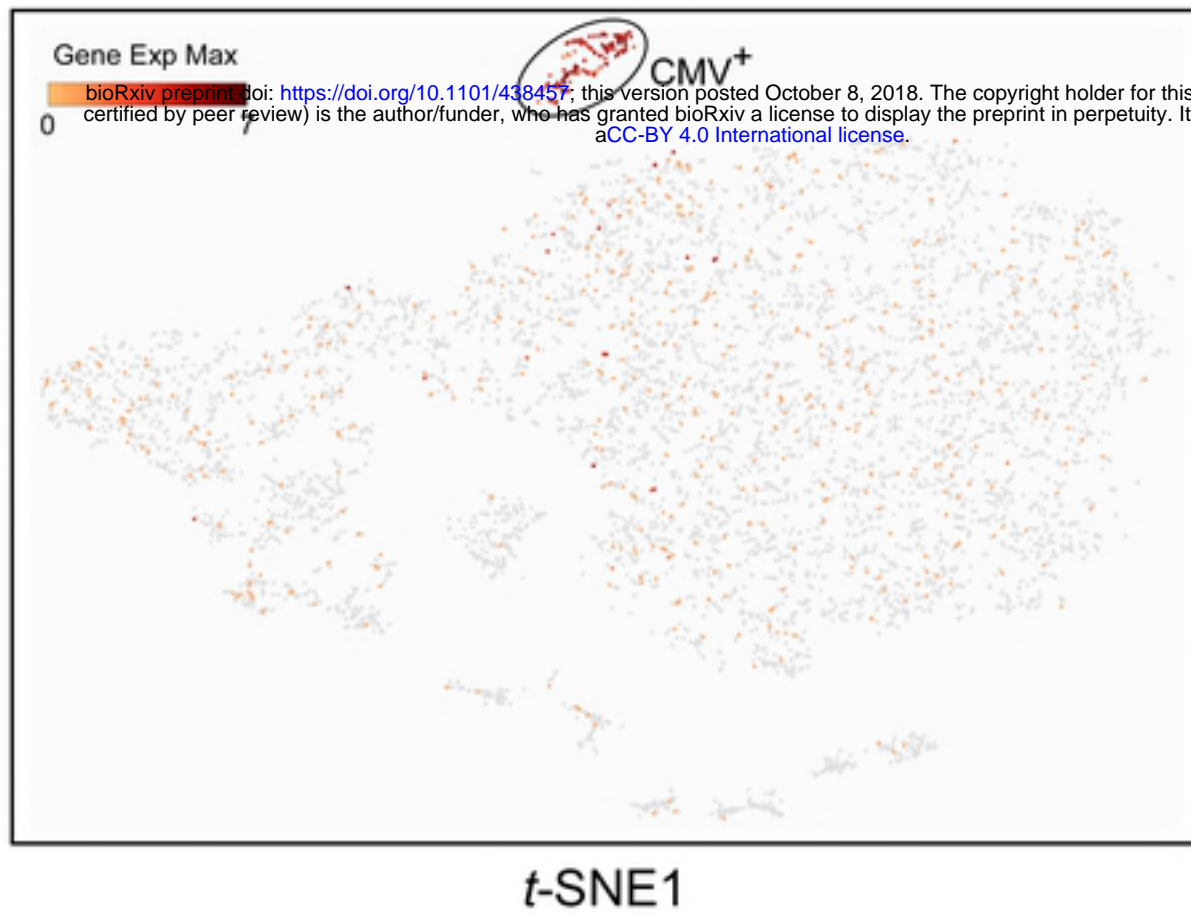 Gene Exp Max
CMV+
bioRxiv preprint doi: https://doi.org/10.1101/438457; this version posted October 8, 2018. The copyright holder for this
certified by peer review) is the author/funder, who has granted bioRxiv a license to display the preprint in perpetuity. It
aCC-BY 4.0 International license.
0 7
t-SNE1